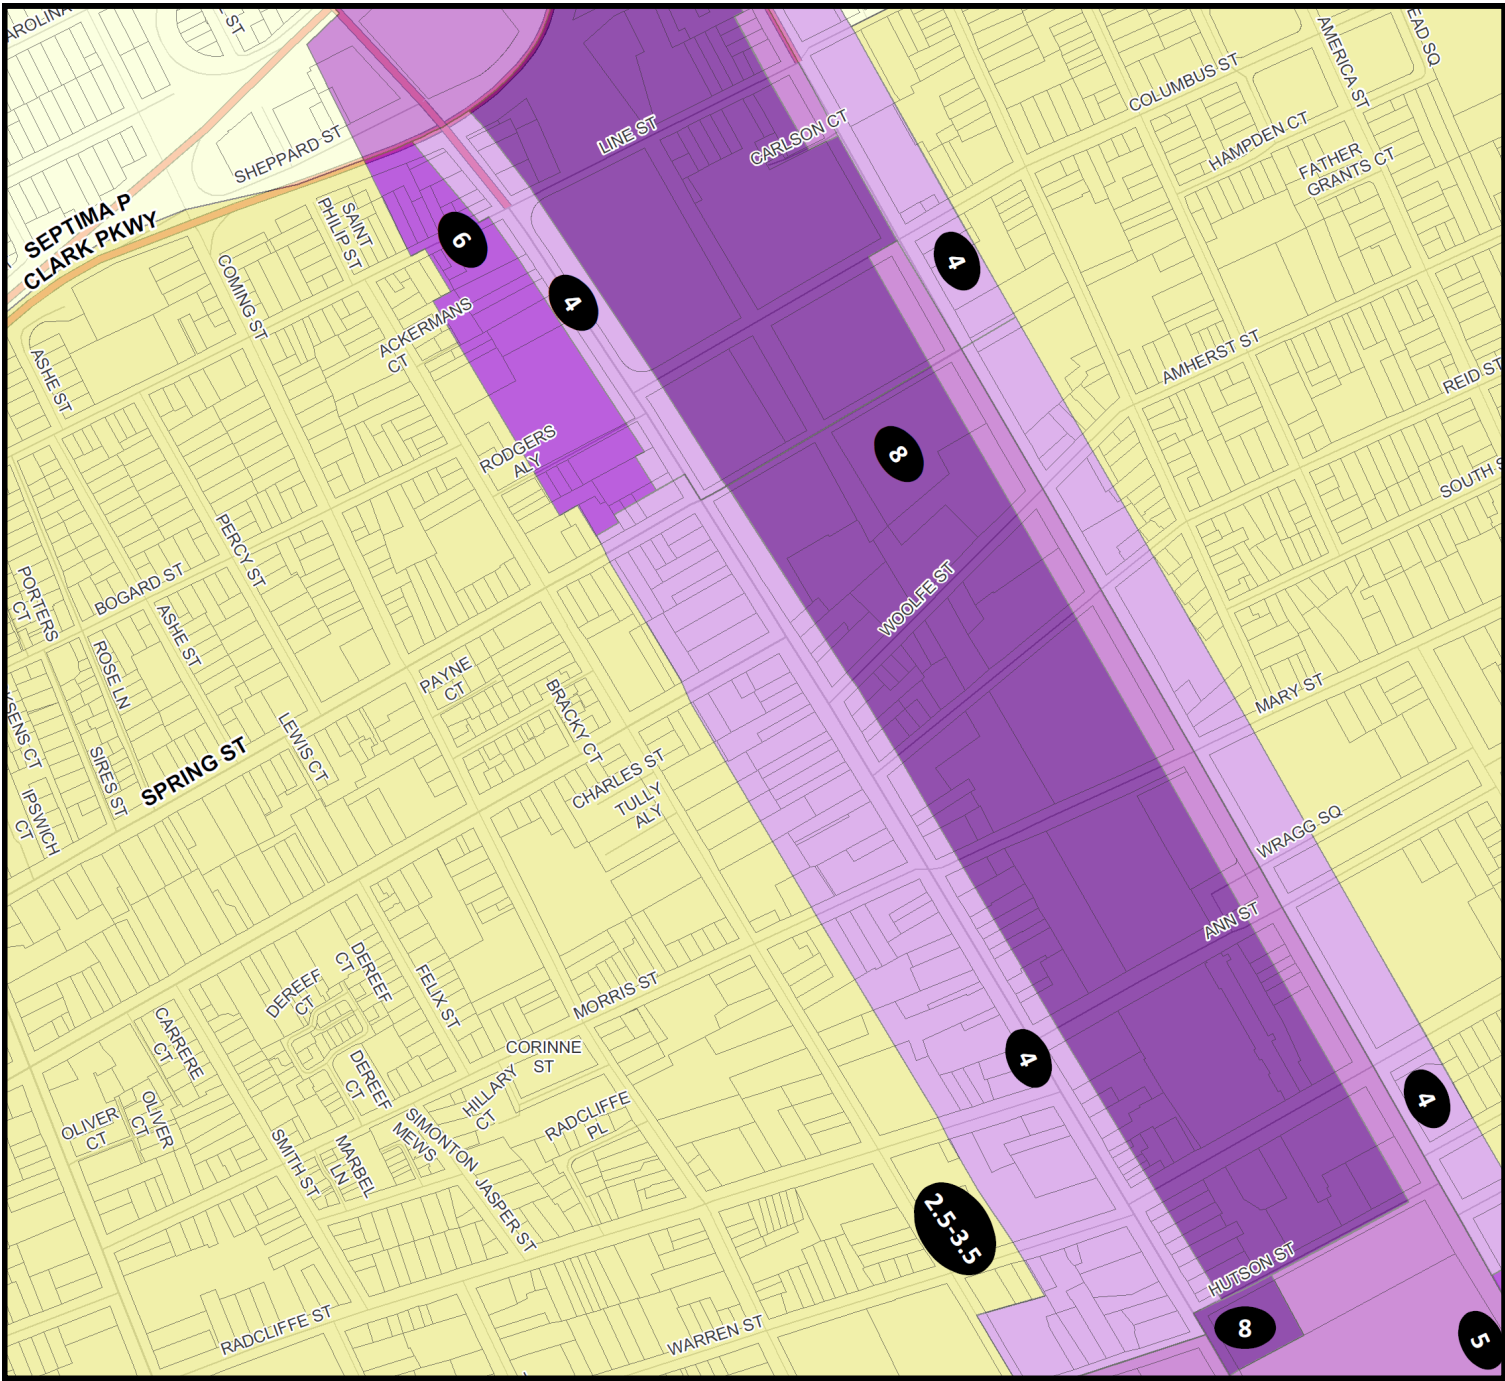 COLUMBUS ST
AMERICA ST
HAMPDEN CT
FATHER
GRANTS CT
LINE ST
CARLSON CT
SHEPPARD ST
SEPTIMA P
CLARK PKWY
SAINT
PHILIP ST
COMING ST
6
4
4
ACKERMANS
CT
ASHE ST
AMHERST ST
REID ST
8
RODGERS
ALY
SOUTH S
PERCY ST
BOGARD ST
PORTERS
CT
ASHE ST
WOOLFE ST
ROSE LN
PAYNE
CT
BRACKY CT
MARY ST
LEWIS CT
SPRING ST
SIRES ST
IPSWICH
CT
CHARLES ST
TULLY
ALY
WRAGG SQ
ANN ST
DEREEF
CT
DEREEF
CT
FELIX ST
MORRIS ST
CARRERE
CT
CORINNE
ST
DEREEF
CT
HILLARY
CT
4
4
OLIVER
CT
OLIVER
CT
RADCLIFFE
PL
SIMONTON
MEWS
SMITH ST
MARBEL
LN
JASPER ST
2.5-3.5
HUTSON ST
8
5
RADCLIFFE ST
WARREN ST